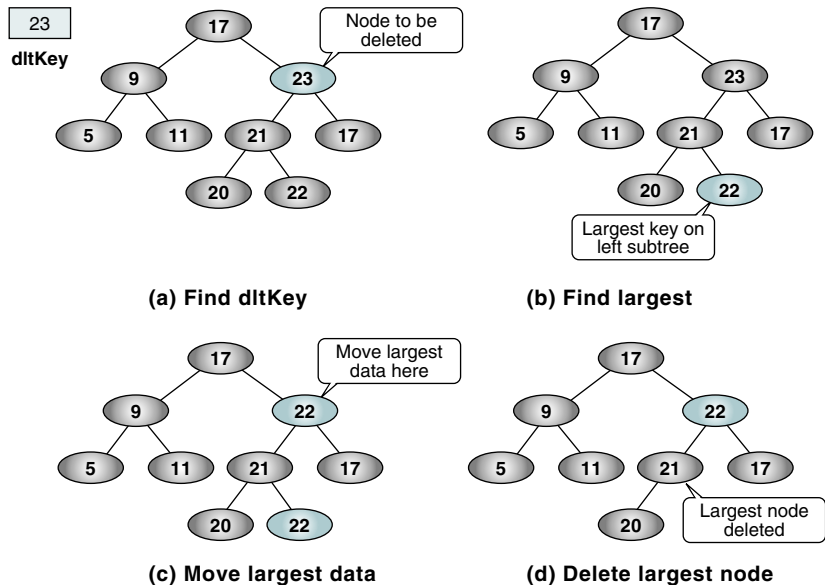 23
dltKey
17
Node to be
deleted
9
23
5
11
21
17
20
22
(a) Find dltKey
17
9
23
5
11
21
17
20
22
Largest key on
left subtree
(b) Find largest
17
Move largest
data here
9
22
5
11
21
17
20
22
(c) Move largest data
17
9
22
5
11
21
17
20
Largest node
deleted
(d) Delete largest node